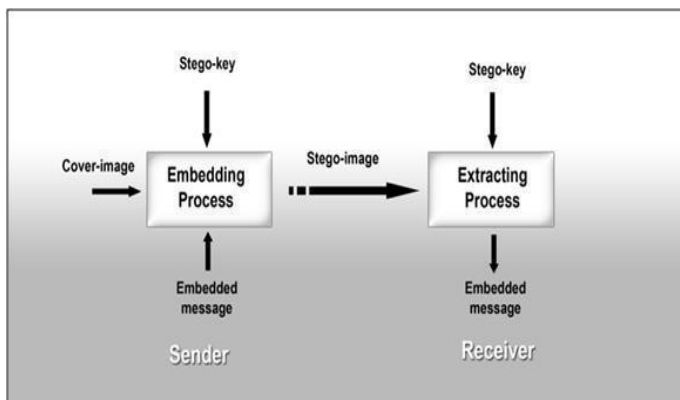 Stego-key
Stego-key
Cover-image
Embedding
Process
Stego-image
Extracting
Process
Embedded
message
Embedded
message
Sender
Receiver